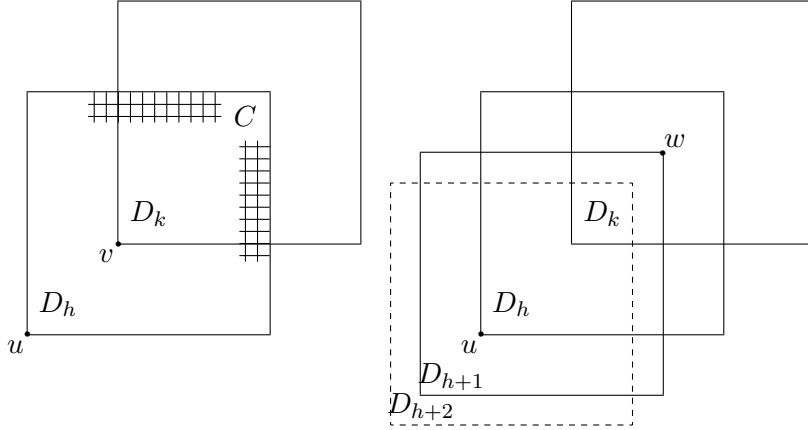 C
D_k
v
D_h
u
w
D_k
D_h
u
D_{h+1}
D_{h+2}